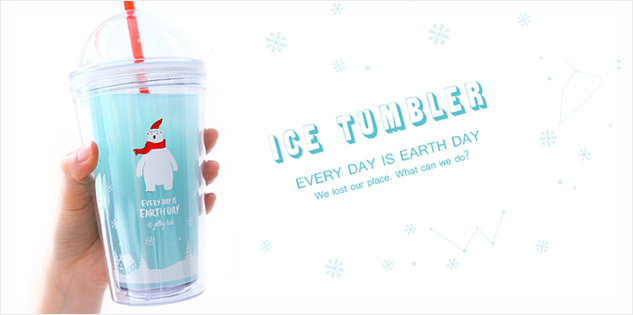 EVERY DAY IS
EARTH DAY
ICE TUMBLER
EVERY DAY IS EARTH DAY
We lost our place. What can we do?